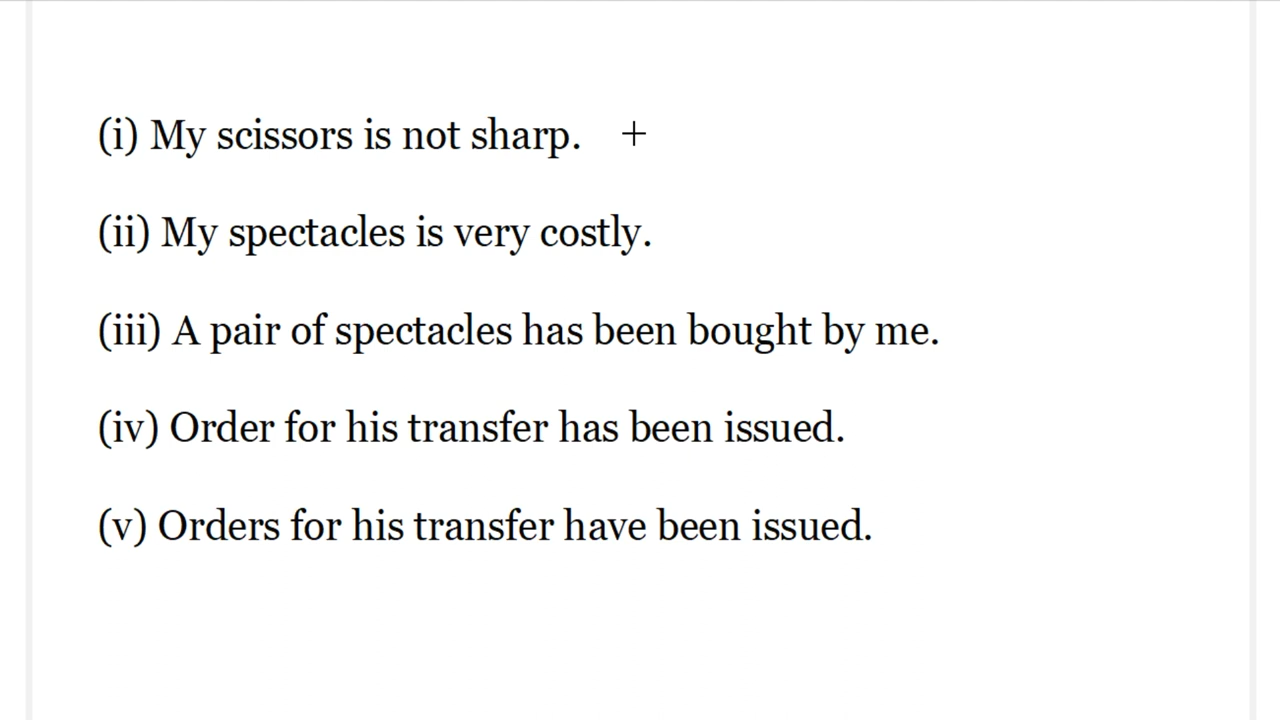 (i) My scissors is not sharp.
(ii) My spectacles is very costly.
(iii) A pair of spectacles has been bought by me.
(iv) Order for his transfer has been issued.
(v) Orders for his transfer have been issued.